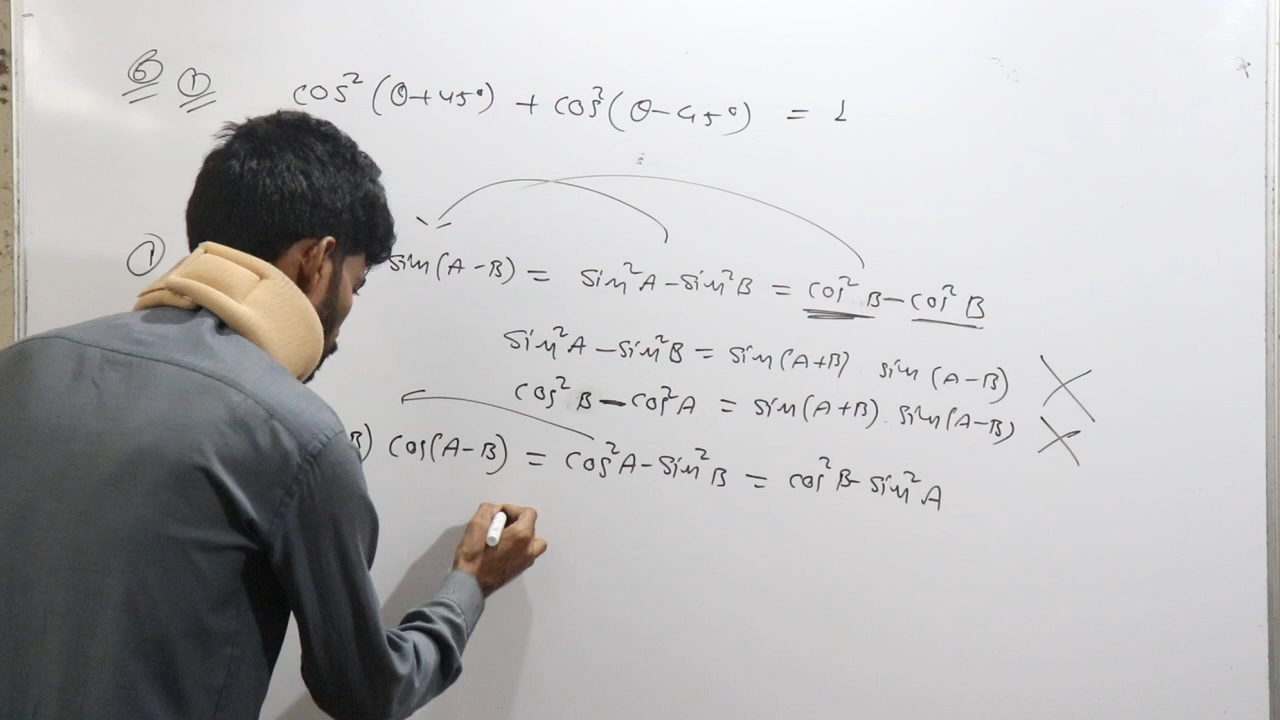 ⑥ ① cos²(θ+45°) + cos²(θ-45°) = 1
① sin(A-B) = sin²A-sin²B = cos²B-cos²B
sin²A-sin²B = sin(A+B) sin(A-B)
cos²B-cos²A = sin(A+B).sin(A-B)
B) cos(A-B) = cos²A-sin²B = cos²B-sin²A